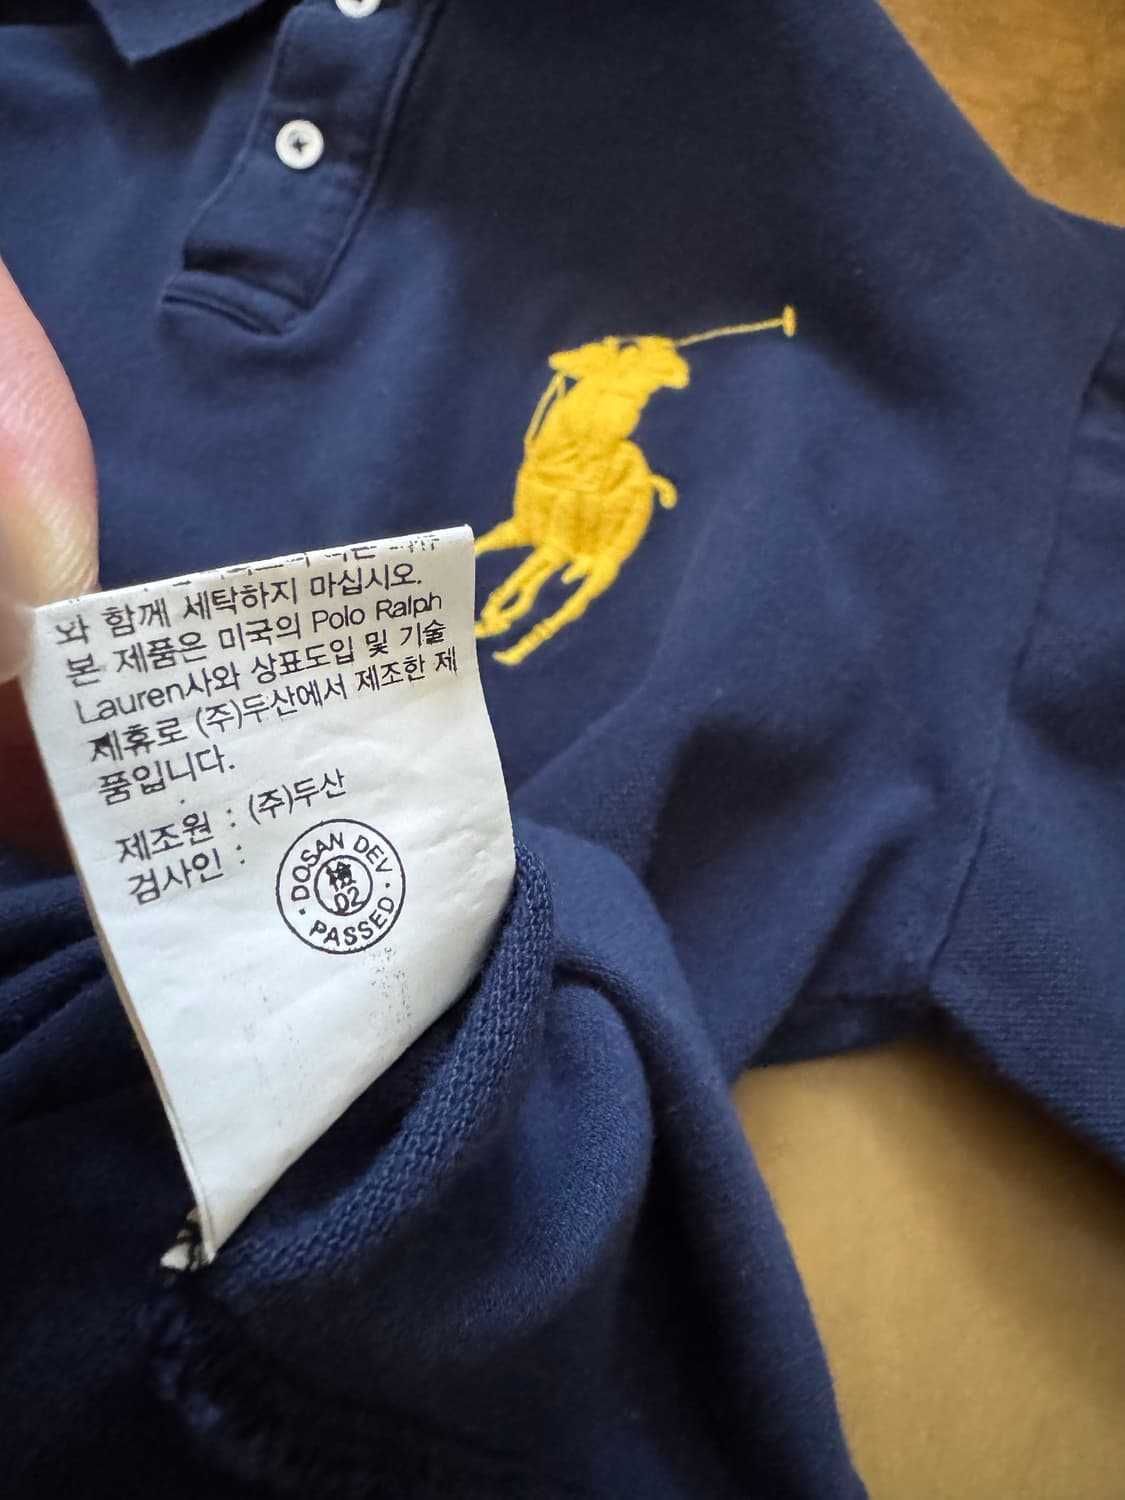 와 함께 세탁하지 마십시오.
본 제품은 미국의 Polo Ralph
Lauren사와 상표도입 및 기술
제휴로 (주)두산에서 제조한 제
품입니다.
제조원 : (주)두산
검사인 :
DOSAN DEV
檢
02
PASSED